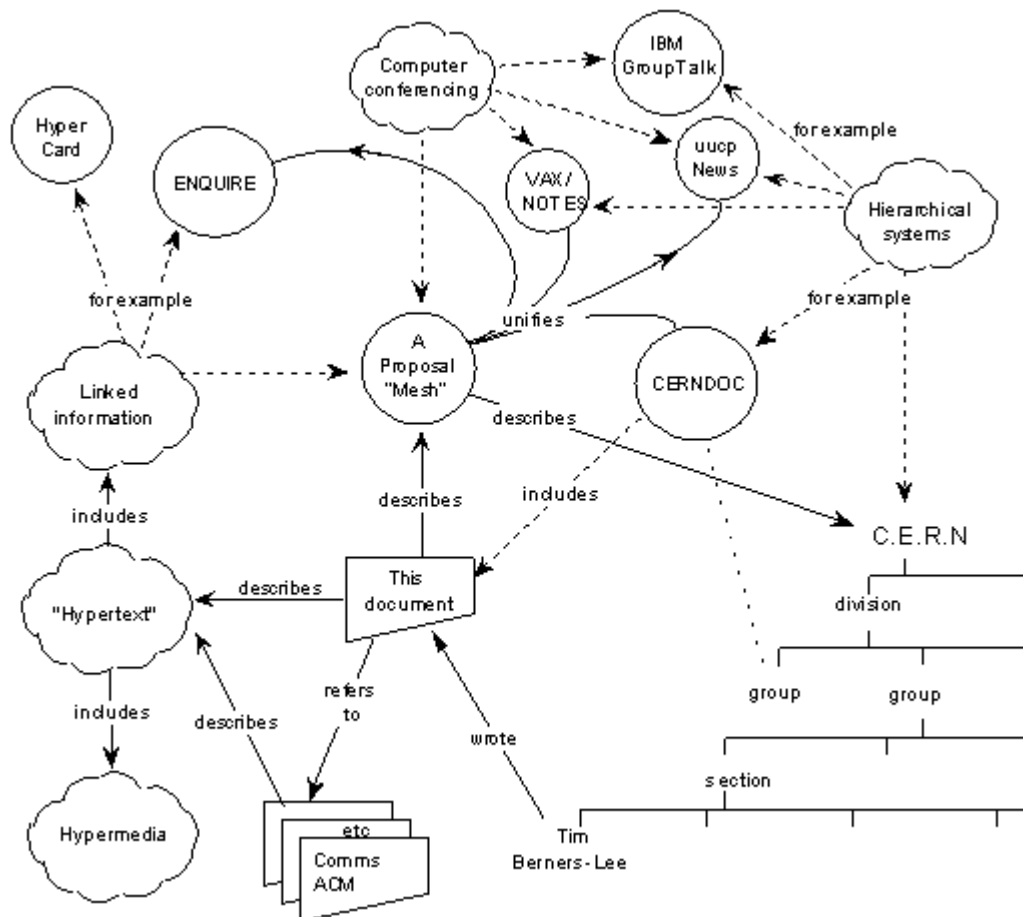 IBM
GroupTalk
Computer
conferencing
Hyper
Card
for example
uucp
News
ENQUIRE
VAX/
NOTES
Hierarchical
systems
for example
for example
unifies
A
Proposal
"Mesh"
CERNDOC
Linked
information
describes
describes
includes
includes
C.E.R.N
This
document
describes
"Hypertext"
division
refers
to
group
group
includes
describes
wrote
section
Hypermedia
etc
Comms
ACM
Tim
Berners-Lee